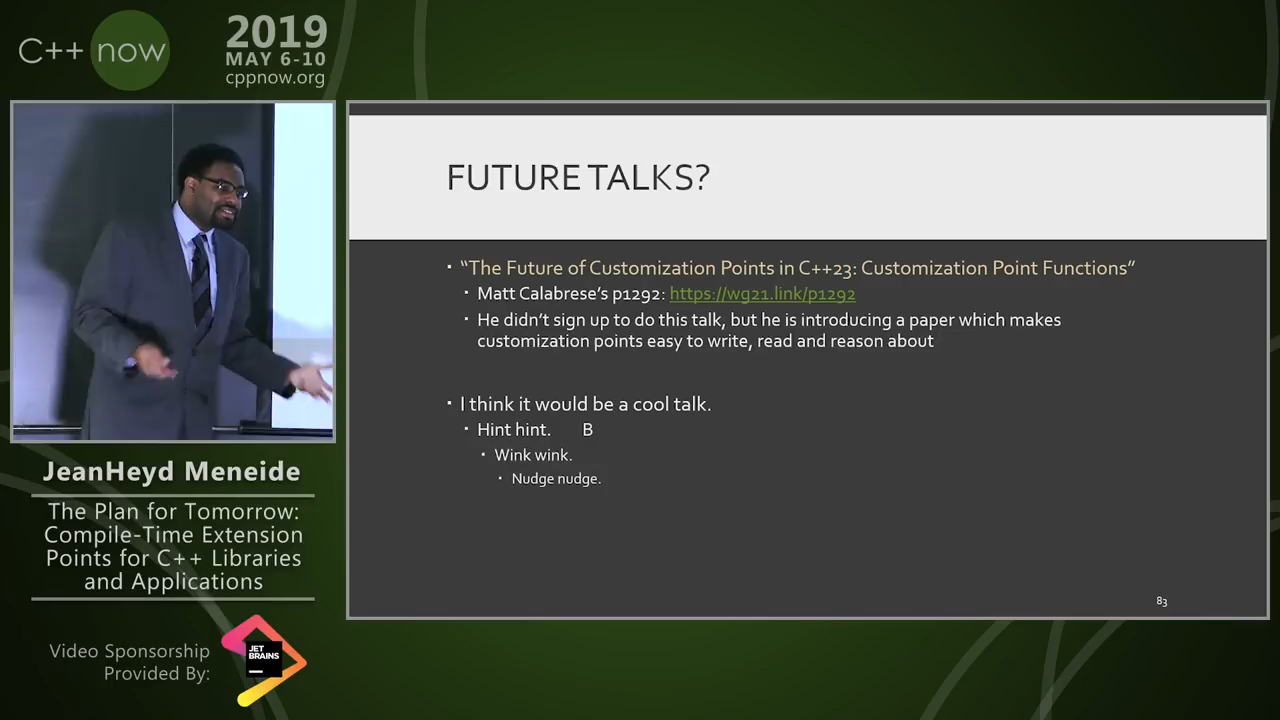 C++ now
2019
MAY 6-10
cppnow.org
FUTURE TALKS?
“The Future of Customization Points in C++23: Customization Point Functions”
Matt Calabrese’s p1292: https://wg21.link/p1292
He didn’t sign up to do this talk, but he is introducing a paper which makes
customization points easy to write, read and reason about
I think it would be a cool talk.
Hint hint. B
Wink wink.
Nudge nudge.
83
JeanHeyd Meneide
The Plan for Tomorrow:
Compile-Time Extension
Points for C++ Libraries
and Applications
Video Sponsorship
Provided By:
JET
BRAINS